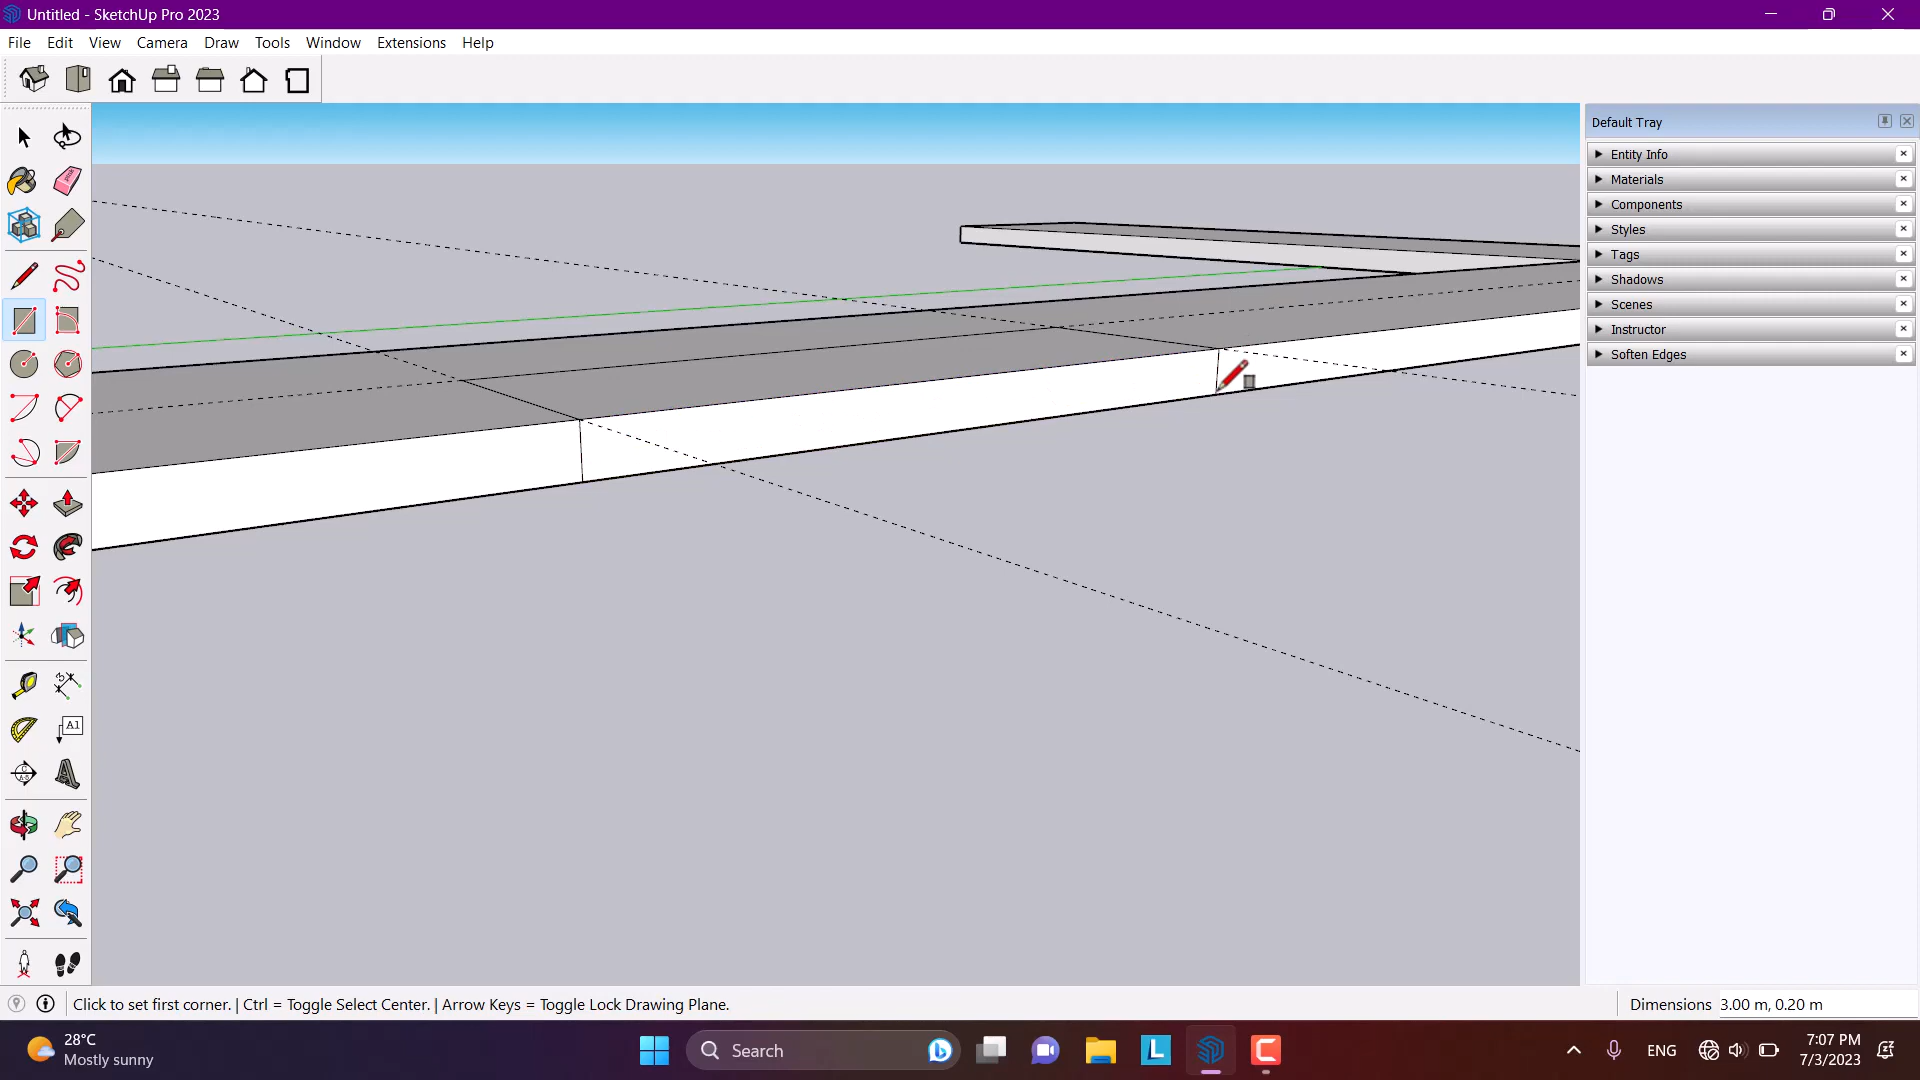 Untitled - SketchUp Pro 2023
File Edit View Camera Draw Tools Window Extensions Help
Default Tray
Entity Info
Materials
Components
Styles
Tags
Shadows
Scenes
Instructor
Soften Edges
A1
Click to set first corner. | Ctrl = Toggle Select Center. | Arrow Keys = Toggle Lock Drawing Plane.
Dimensions 3.00 m, 0.20 m
28°C
Mostly sunny
Search
L
C
ENG
7:07 PM
7/3/2023